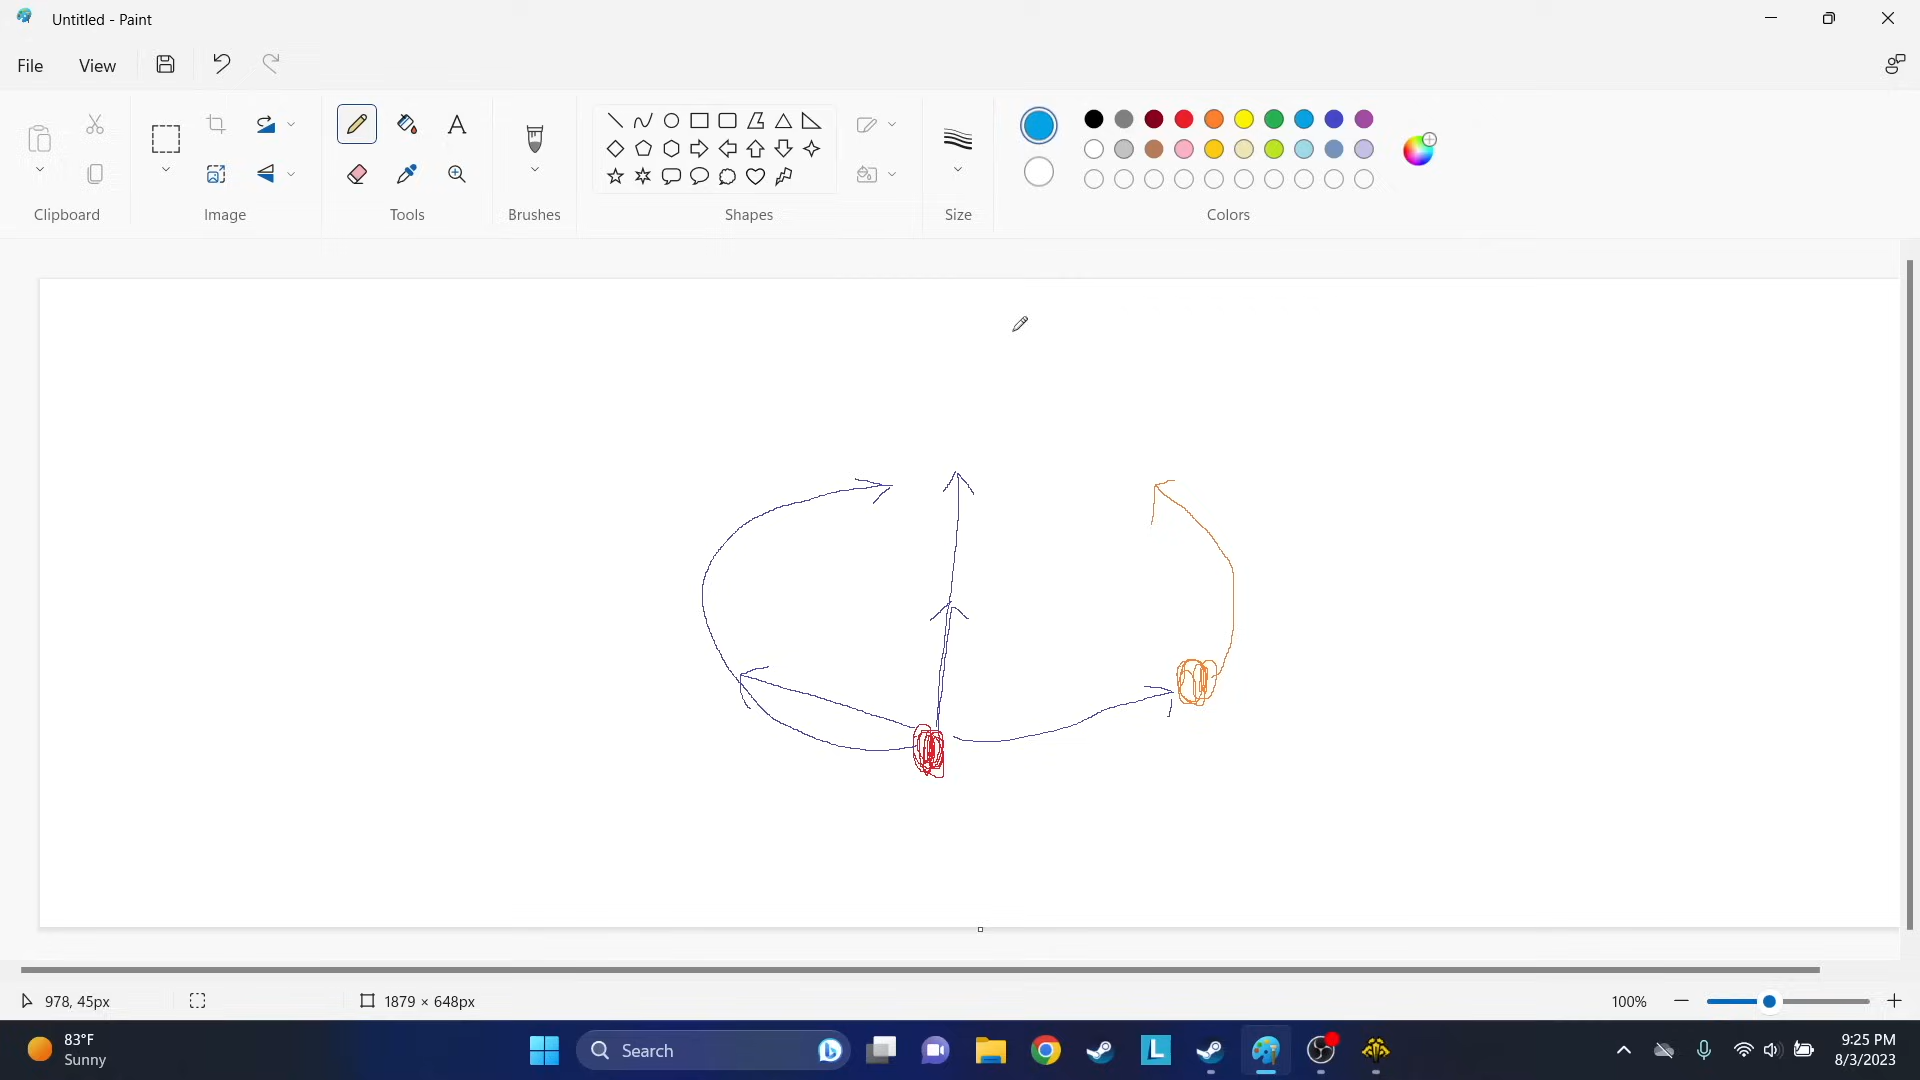 Untitled - Paint
File View
Clipboard Image Tools Brushes Shapes Size Colors
978, 45px 1879 × 648px 100%
83°F
Sunny
Search
9:25 PM
8/3/2023